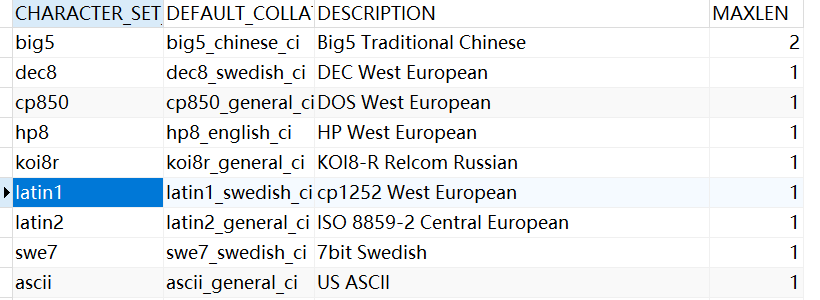 CHARACTER_SET_ DEFAULT_COLLA DESCRIPTION MAXLEN
big5 big5_chinese_ci Big5 Traditional Chinese 2
dec8 dec8_swedish_ci DEC West European 1
cp850 cp850_general_ci DOS West European 1
hp8 hp8_english_ci HP West European 1
koi8r koi8r_general_ci KOI8-R Relcom Russian 1
latin1 latin1_swedish_ci cp1252 West European 1
latin2 latin2_general_ci ISO 8859-2 Central European 1
swe7 swe7_swedish_ci 7bit Swedish 1
ascii ascii_general_ci US ASCII 1